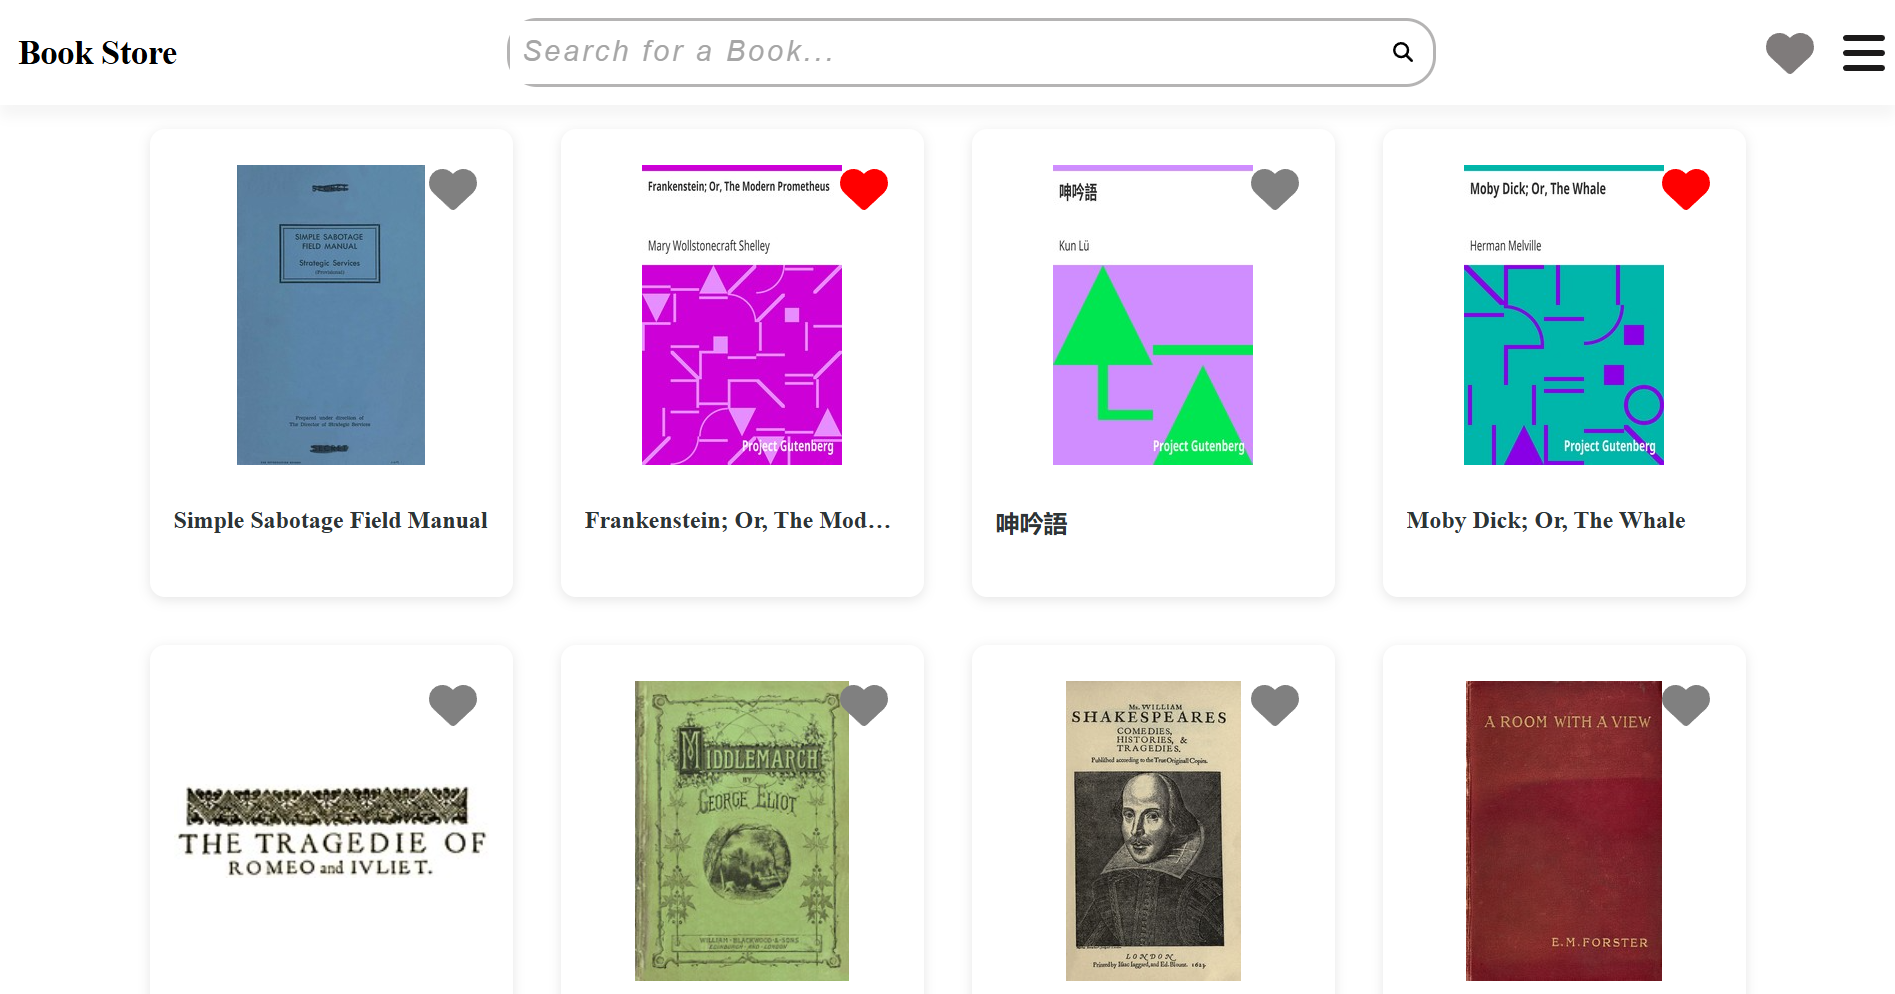 Book Store
Search for a Book...
SIMPLE SABOTAGE
FIELD MANUAL
Strategic Services
(Provisional)
Prepared under direction of
The Director of Strategic Services
Frankenstein; Or, The Modern Prometheus
Mary Wollstonecraft Shelley
Project Gutenberg
呻吟語
Kun Lü
Project Gutenberg
Moby Dick; Or, The Whale
Herman Melville
Project Gutenberg
Simple Sabotage Field Manual
Frankenstein; Or, The Mod...
呻吟語
Moby Dick; Or, The Whale
THE TRAGEDIE OF
ROMEO and IVLIET.
MIDDLEMARCH
BY
GEORGE ELIOT
WILLIAM·BLACKWOOD·&·SONS
EDINBURGH·AND·LONDON
Mr. WILLIAM
SHAKESPEARES
COMEDIES,
HISTORIES, &
TRAGEDIES.
Published according to the True Originall Copies.
LONDON
Printed by Isaac Iaggard, and Ed. Blount. 1623
A ROOM WITH A VIEW
E.M.FORSTER